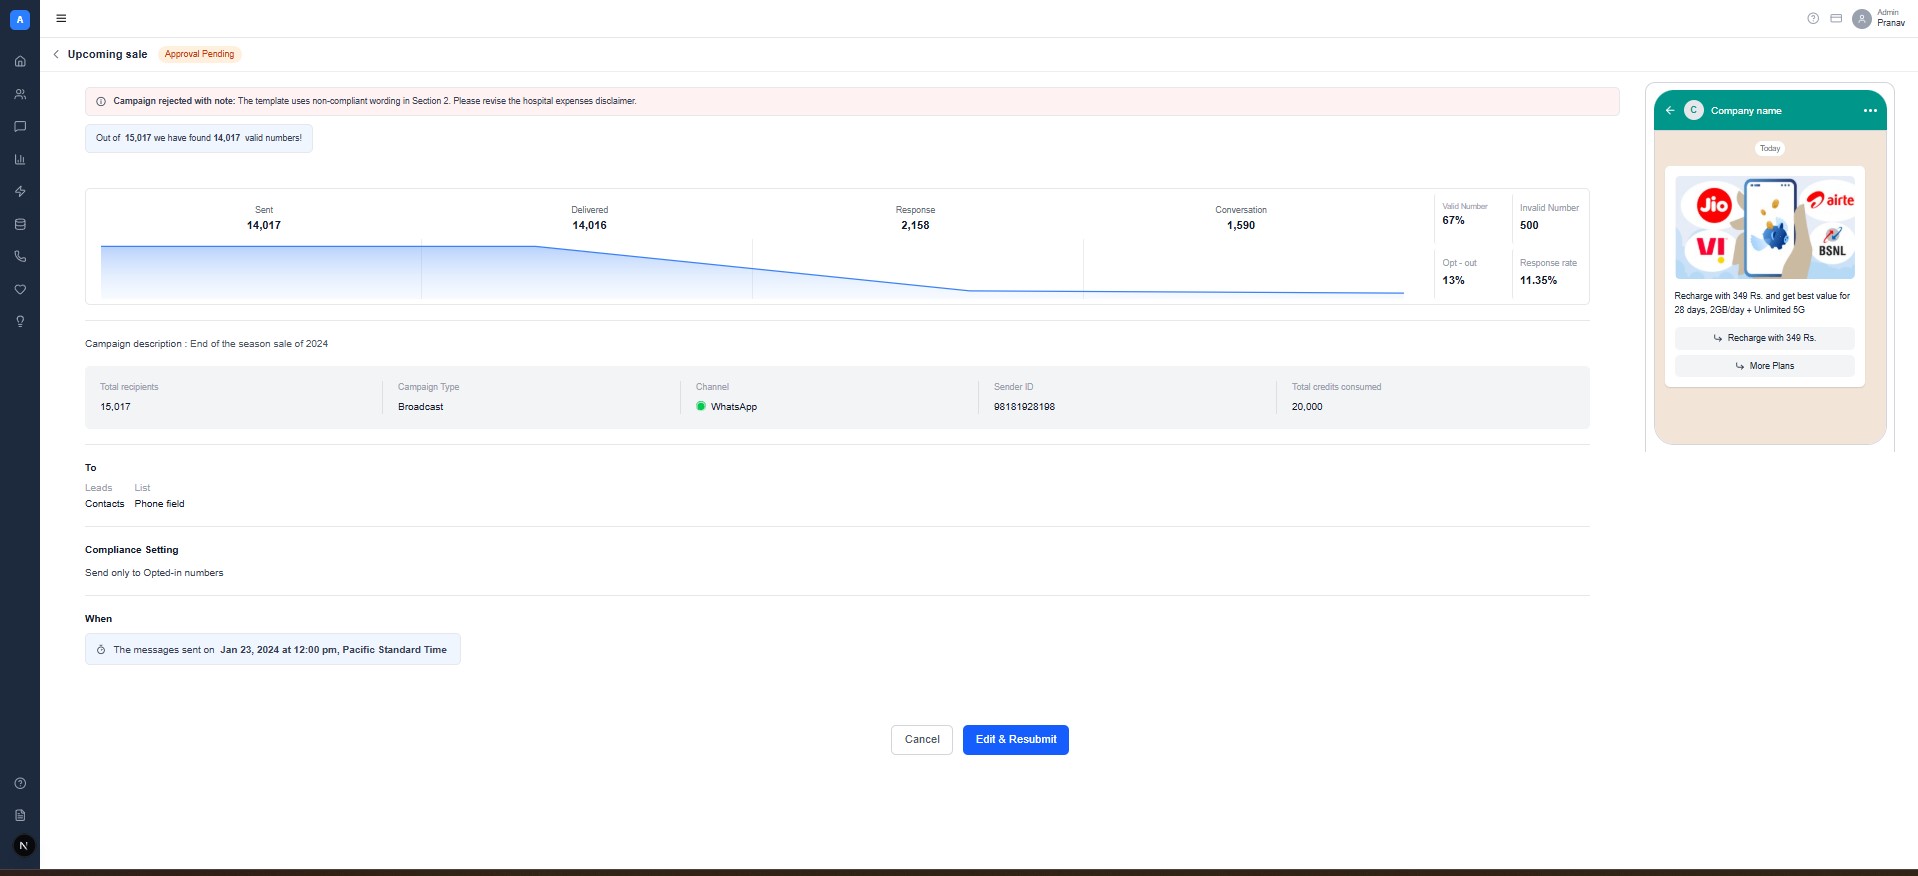 A
Admin
Pranav
Upcoming sale
Approval Pending
Campaign rejected with note: The template uses non-compliant wording in Section 2. Please revise the hospital expenses disclaimer.
Out of 15,017 we have found 14,017 valid numbers!
Sent
14,017
Delivered
14,016
Response
2,158
Conversation
1,590
Valid Number
67%
Invalid Number
500
Opt - out
13%
Response rate
11.35%
Campaign description : End of the season sale of 2024
Total recipients
15,017
Campaign Type
Broadcast
Channel
WhatsApp
Sender ID
98181928198
Total credits consumed
20,000
To
Leads List
Contacts Phone field
Compliance Setting
Send only to Opted-in numbers
When
The messages sent on Jan 23, 2024 at 12:00 pm, Pacific Standard Time
Cancel
Edit & Resubmit
N
C
Company name
Today
Jio
airte
VI
BSNL
Recharge with 349 Rs. and get best value for
28 days, 2GB/day + Unlimited 5G
Recharge with 349 Rs.
More Plans